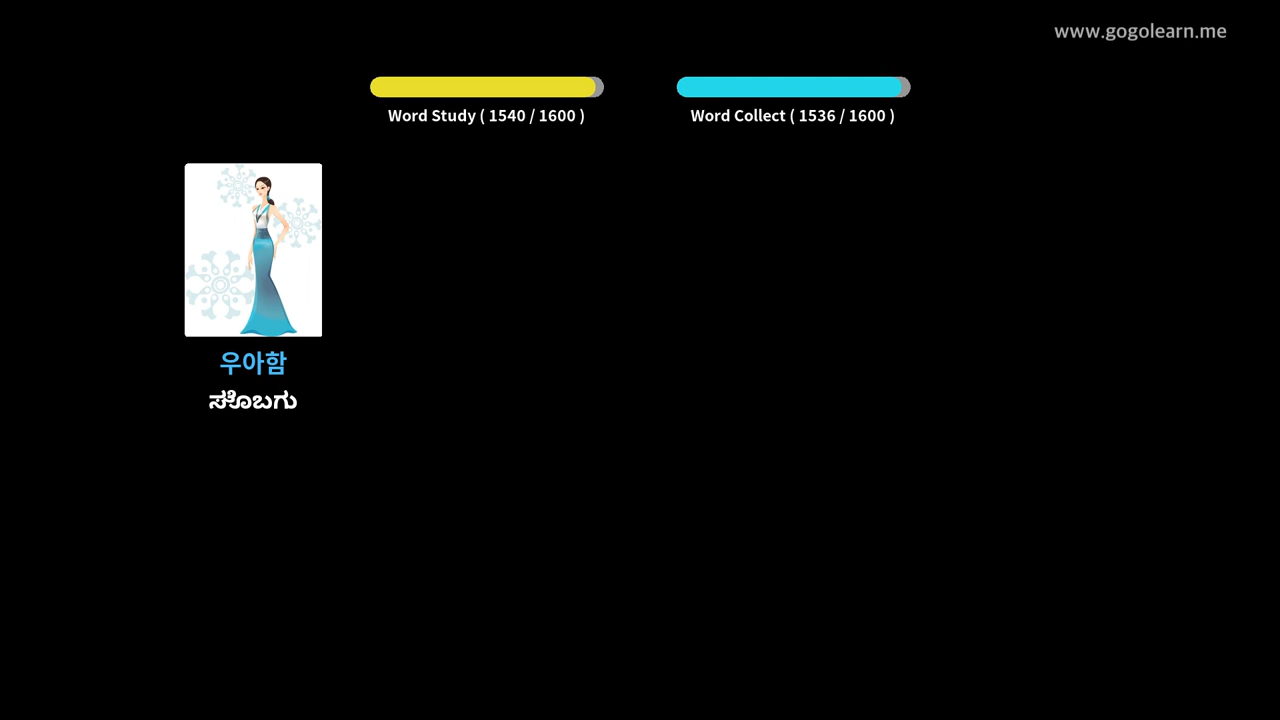 www.gogolearn.me
Word Study ( 1540 / 1600 )
Word Collect ( 1536 / 1600 )
우아함
ಸೊಬಗು